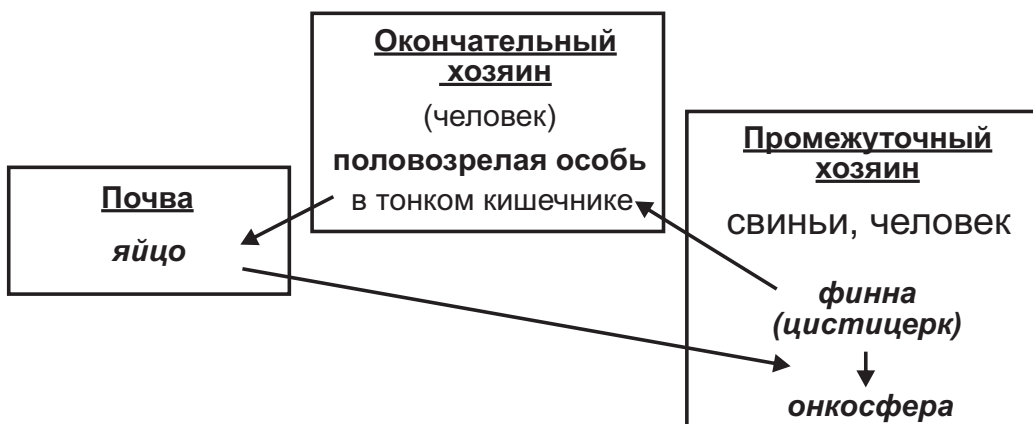 Окончательный
хозяин
(человек)
половозрелая особь
в тонком кишечнике
Почва
яйцо
Промежуточный
хозяин
свиньи, человек
финна
(цистицерк)
онкосфера